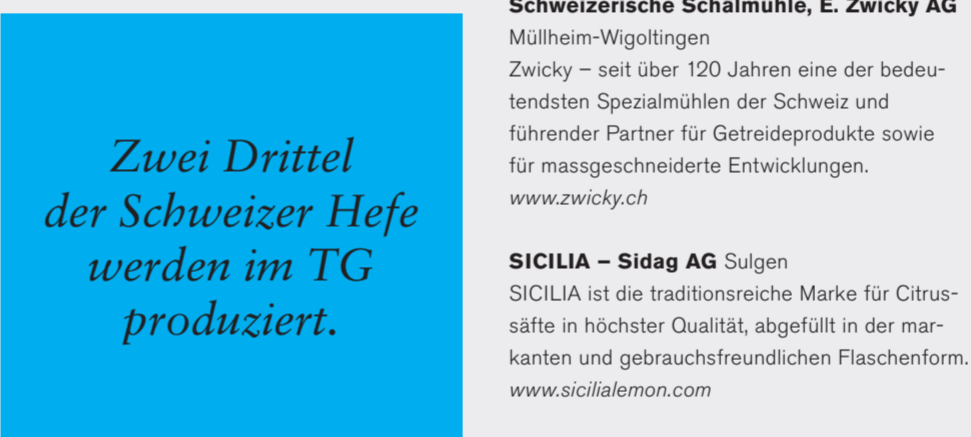 Zwei Drittel
der Schweizer Hefe
werden im TG
produziert.
Schweizerische Schälmühle, E. Zwicky AG
Müllheim-Wigoltingen
Zwicky – seit über 120 Jahren eine der bedeu-
tendsten Spezialmühlen der Schweiz und
führender Partner für Getreideprodukte sowie
für massgeschneiderte Entwicklungen.
www.zwicky.ch
SICILIA – Sidag AG Sulgen
SICILIA ist die traditionsreiche Marke für Citrus-
säfte in höchster Qualität, abgefüllt in der mar-
kanten und gebrauchsfreundlichen Flaschenform.
www.sicilialemon.com